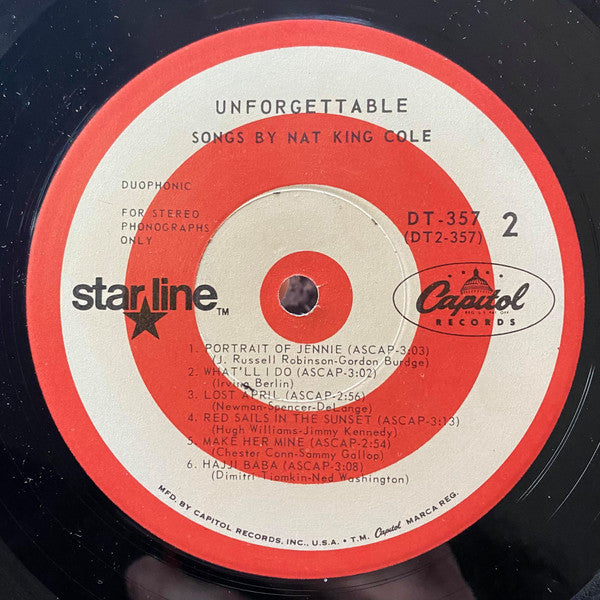 UNFORGETTABLE
SONGS BY NAT KING COLE
DUOPHONIC
FOR STEREO
PHONOGRAPHS
ONLY
DT-357 2
(DT2-357)
starline™
Capitol
RECORDS
1. PORTRAIT OF JENNIE (ASCAP-3:03)
(J. Russell Robinson-Gordon Burdge)
2. WHAT'LL I DO (ASCAP-3:02)
(Irving Berlin)
3. LOST APRIL (ASCAP-2:56)
(Newman-Spencer-DeLange)
4. RED SAILS IN THE SUNSET (ASCAP-3:13)
(Hugh Williams-Jimmy Kennedy)
5. MAKE HER MINE (ASCAP-2:54)
(Chester Conn-Sammy Gallop)
6. HAJJI BABA (ASCAP-3:08)
(Dimitri Tiomkin-Ned Washington)
MFD. BY CAPITOL RECORDS, INC., U.S.A. • T.M. Capitol MARCA REG.